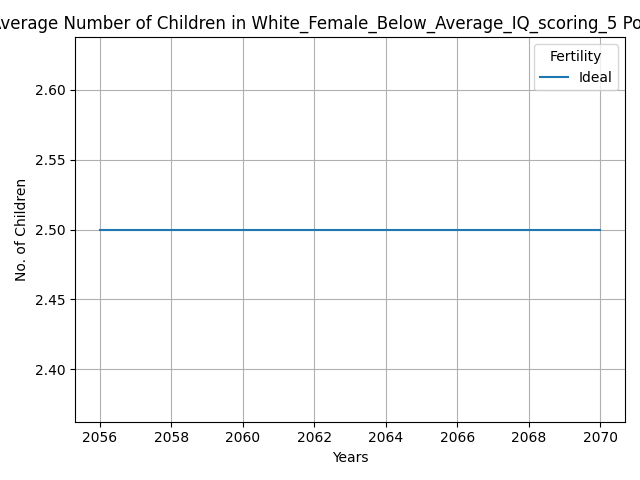 verage Number of Children in White_Female_Below_Average_IQ_scoring_5 Po
Fertility
Ideal
2.60
2.55
2.50
2.45
2.40
No. of Children
2056 2058 2060 2062 2064 2066 2068 2070
Years